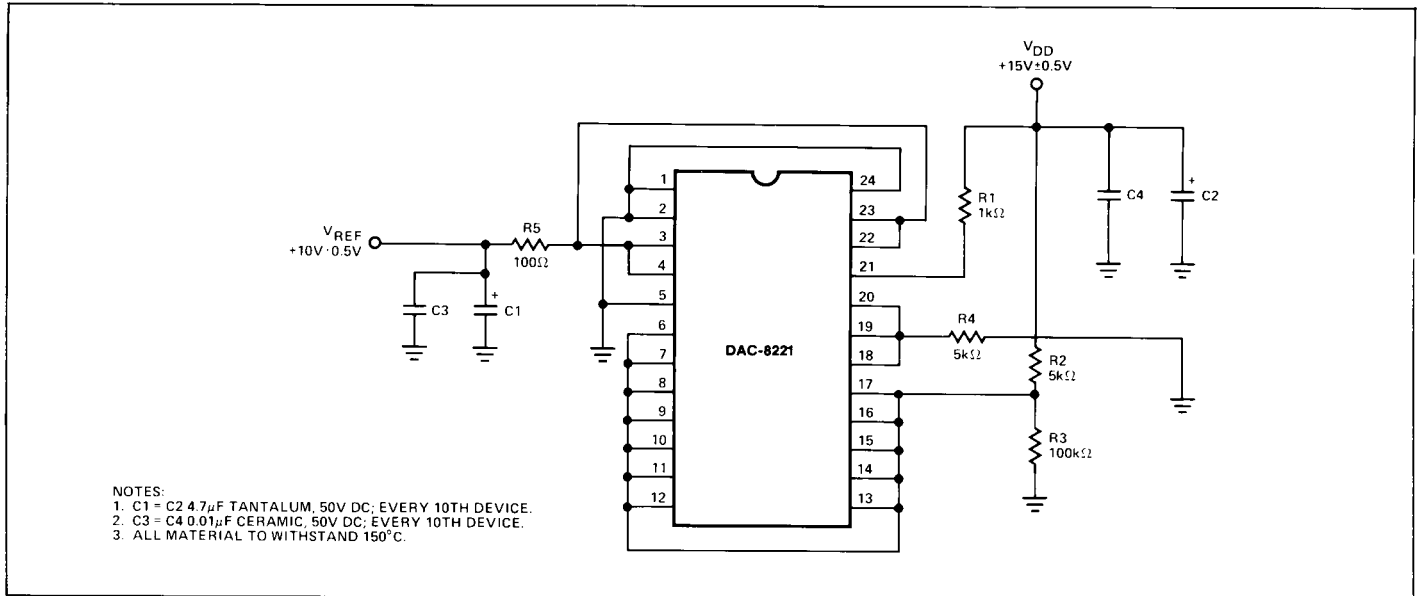 V_DD
+15V±0.5V
V_REF
+10V·0.5V
R5
100Ω
C3
C1
+
1
2
3
4
5
6
7
8
9
10
11
12
DAC-8221
24
23
22
21
20
19
18
17
16
15
14
13
R1
1kΩ
C4
+
C2
R4
5kΩ
R2
5kΩ
R3
100kΩ
NOTES:
1. C1 = C2 4.7μF TANTALUM, 50V DC; EVERY 10TH DEVICE.
2. C3 = C4 0.01μF CERAMIC, 50V DC; EVERY 10TH DEVICE.
3. ALL MATERIAL TO WITHSTAND 150°C.